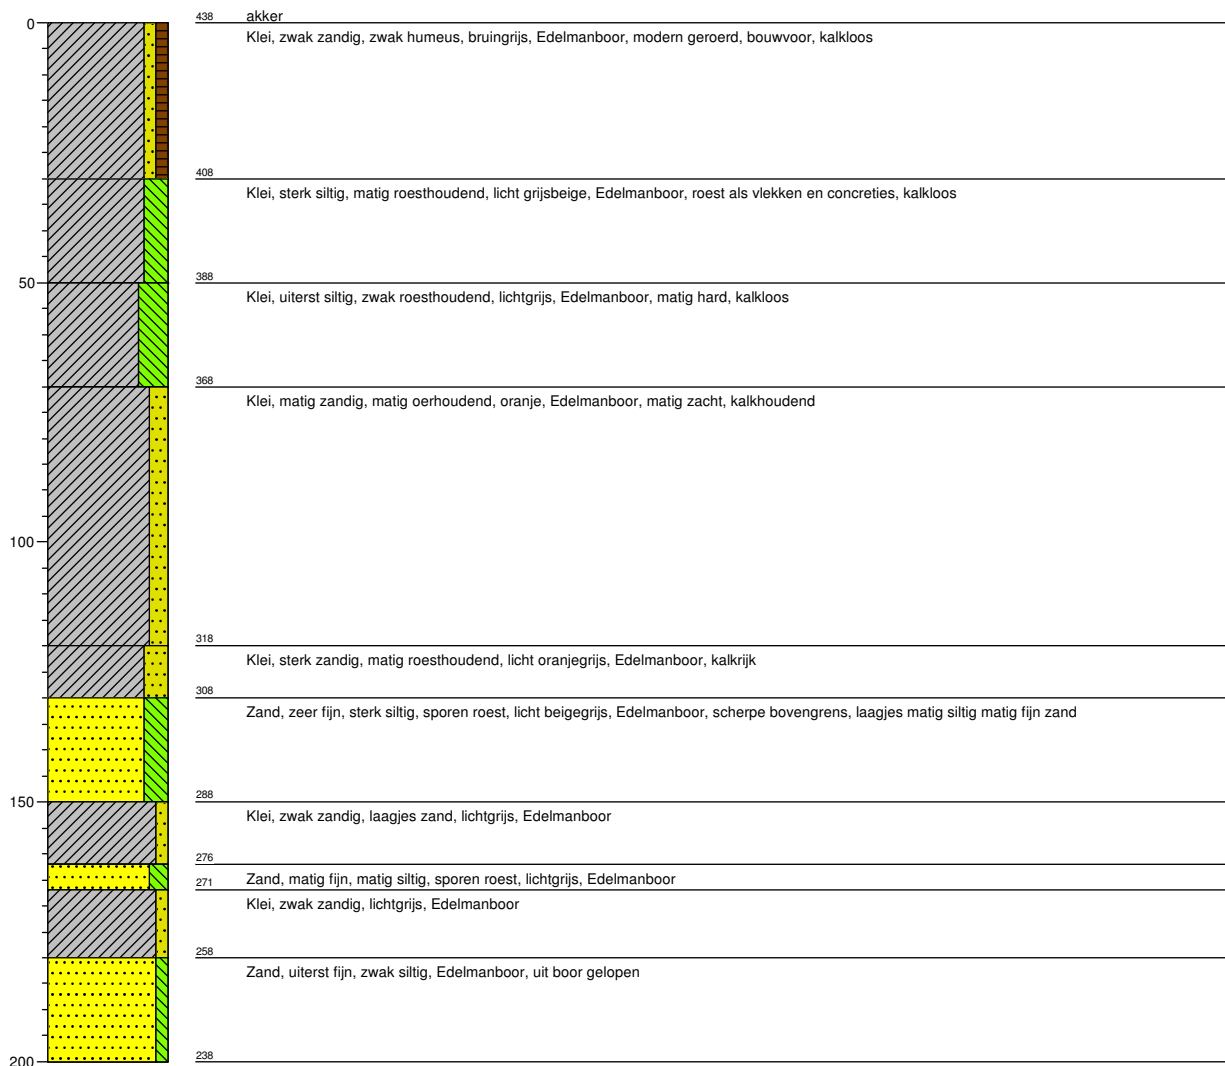 0
438 akker
Klei, zwak zandig, zwak humeus, bruingrijs, Edelmanboor, modern geroerd, bouwvoor, kalkloos
408
Klei, sterk siltig, matig roesthoudend, licht grijsbeige, Edelmanboor, roest als vlekken en concreties, kalkloos
50
388
Klei, uiterst siltig, zwak roesthoudend, lichtgrijs, Edelmanboor, matig hard, kalkloos
368
Klei, matig zandig, matig oerhoudend, oranje, Edelmanboor, matig zacht, kalkhoudend
100
318
Klei, sterk zandig, matig roesthoudend, licht oranjegrijs, Edelmanboor, kalkrijk
308
Zand, zeer fijn, sterk siltig, sporen roest, licht beigegrijs, Edelmanboor, scherpe bovengrens, laagjes matig siltig matig fijn zand
150
288
Klei, zwak zandig, laagjes zand, lichtgrijs, Edelmanboor
276
Zand, matig fijn, matig siltig, sporen roest, lichtgrijs, Edelmanboor
271
Klei, zwak zandig, lichtgrijs, Edelmanboor
258
Zand, uiterst fijn, zwak siltig, Edelmanboor, uit boor gelopen
200
238